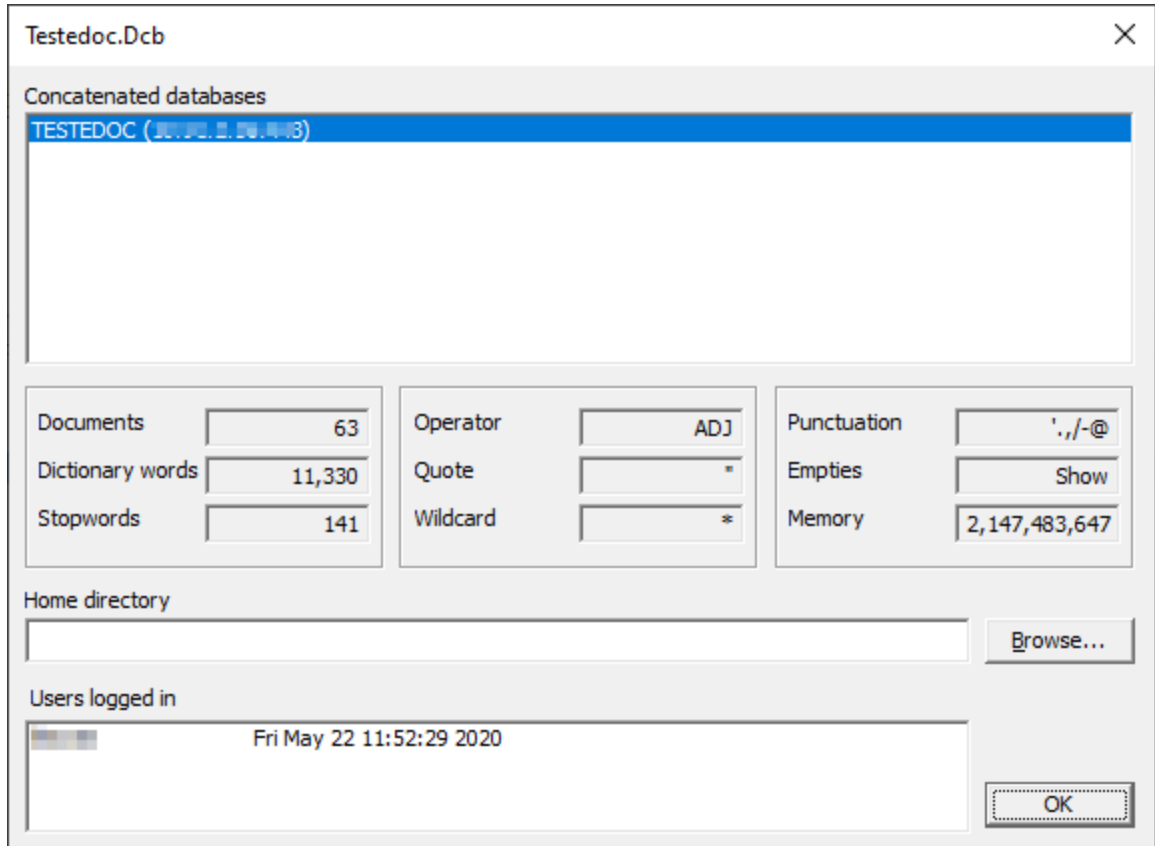 Testedoc.Dcb
Concatenated databases
TESTEDOC (
Documents 63
Dictionary words 11,330
Stopwords 141
Operator ADJ
Quote "
Wildcard *
Punctuation '.,/-@
Empties Show
Memory 2,147,483,647
Home directory
Browse...
Users logged in
Fri May 22 11:52:29 2020
OK